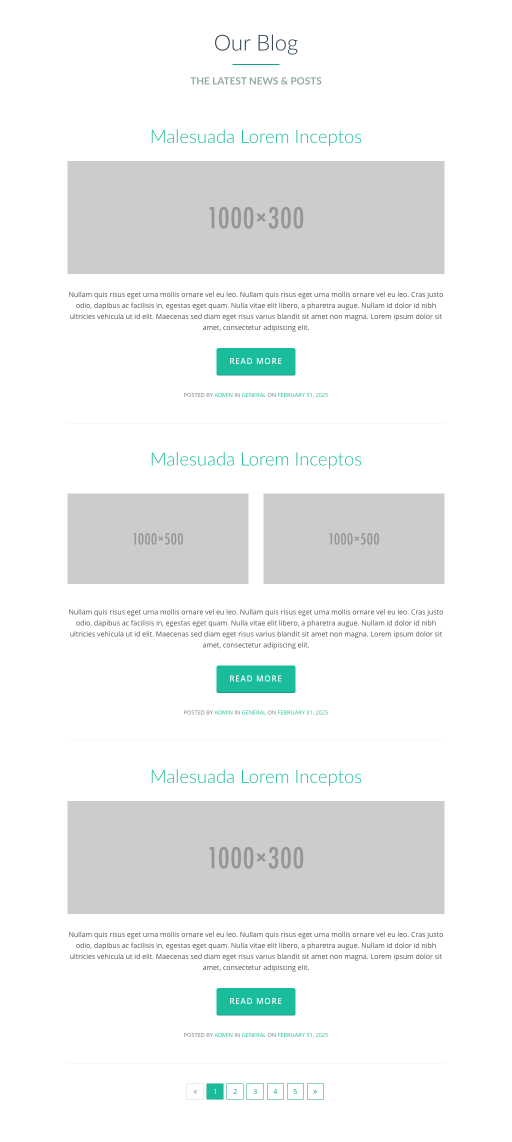 Our Blog
THE LATEST NEWS & POSTS
Malesuada Lorem Inceptos
1000×300
Nullam quis risus eget urna mollis ornare vel eu leo. Nullam quis risus eget urna mollis ornare vel eu leo. Cras justo
odio, dapibus ac facilisis in, egestas eget quam. Nulla vitae elit libero, a pharetra augue. Nullam id dolor id nibh
ultricies vehicula ut id elit. Maecenas sed diam eget risus varius blandit sit amet non magna. Lorem ipsum dolor sit
amet, consectetur adipiscing elit.
READ MORE
POSTED BY ADMIN IN GENERAL ON FEBRUARY 31, 2025
Malesuada Lorem Inceptos
1000×500 1000×500
Nullam quis risus eget urna mollis ornare vel eu leo. Nullam quis risus eget urna mollis ornare vel eu leo. Cras justo
odio, dapibus ac facilisis in, egestas eget quam. Nulla vitae elit libero, a pharetra augue. Nullam id dolor id nibh
ultricies vehicula ut id elit. Maecenas sed diam eget risus varius blandit sit amet non magna. Lorem ipsum dolor sit
amet, consectetur adipiscing elit.
READ MORE
POSTED BY ADMIN IN GENERAL ON FEBRUARY 31, 2025
Malesuada Lorem Inceptos
1000×300
Nullam quis risus eget urna mollis ornare vel eu leo. Nullam quis risus eget urna mollis ornare vel eu leo. Cras justo
odio, dapibus ac facilisis in, egestas eget quam. Nulla vitae elit libero, a pharetra augue. Nullam id dolor id nibh
ultricies vehicula ut id elit. Maecenas sed diam eget risus varius blandit sit amet non magna. Lorem ipsum dolor sit
amet, consectetur adipiscing elit.
READ MORE
POSTED BY ADMIN IN GENERAL ON FEBRUARY 31, 2025
« 1 2 3 4 5 »